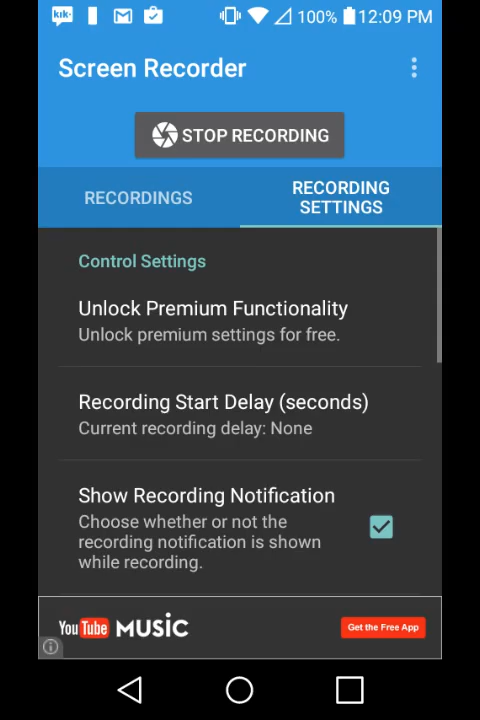 kik· 100% 12:09 PM
Screen Recorder
STOP RECORDING
RECORDINGS
RECORDING
SETTINGS
Control Settings
Unlock Premium Functionality
Unlock premium settings for free.
Recording Start Delay (seconds)
Current recording delay: None
Show Recording Notification
Choose whether or not the
recording notification is shown
while recording.
YouTube MUSIC
Get the Free App